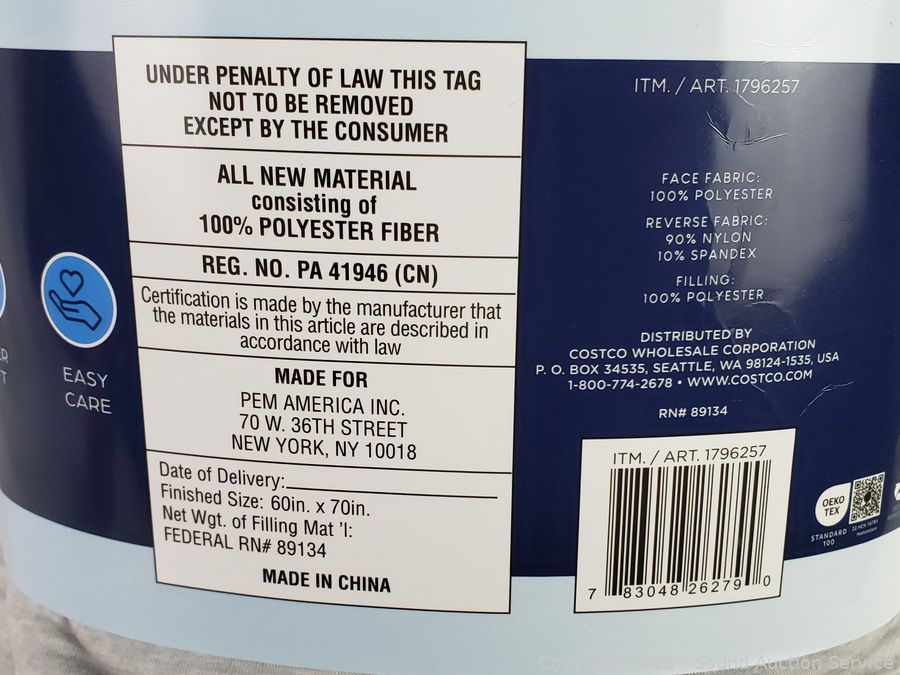 UNDER PENALTY OF LAW THIS TAG
NOT TO BE REMOVED
EXCEPT BY THE CONSUMER
ALL NEW MATERIAL
consisting of
100% POLYESTER FIBER
REG. NO. PA 41946 (CN)
Certification is made by the manufacturer that
the materials in this article are described in
accordance with law
MADE FOR
PEM AMERICA INC.
70 W. 36TH STREET
NEW YORK, NY 10018
Date of Delivery:
Finished Size: 60in. x 70in.
Net Wgt. of Filling Mat 'l:
FEDERAL RN# 89134
MADE IN CHINA
EASY
CARE
ITM. / ART. 1796257
FACE FABRIC:
100% POLYESTER
REVERSE FABRIC:
90% NYLON
10% SPANDEX
FILLING:
100% POLYESTER
DISTRIBUTED BY
COSTCO WHOLESALE CORPORATION
P. O. BOX 34535, SEATTLE, WA 98124-1535, USA
1-800-774-2678 • WWW.COSTCO.COM
RN# 89134
ITM. / ART. 1796257
7 83048 26279 0
OEKO
TEX
STANDARD
100
Copyright 2025 - Sound Auction Service